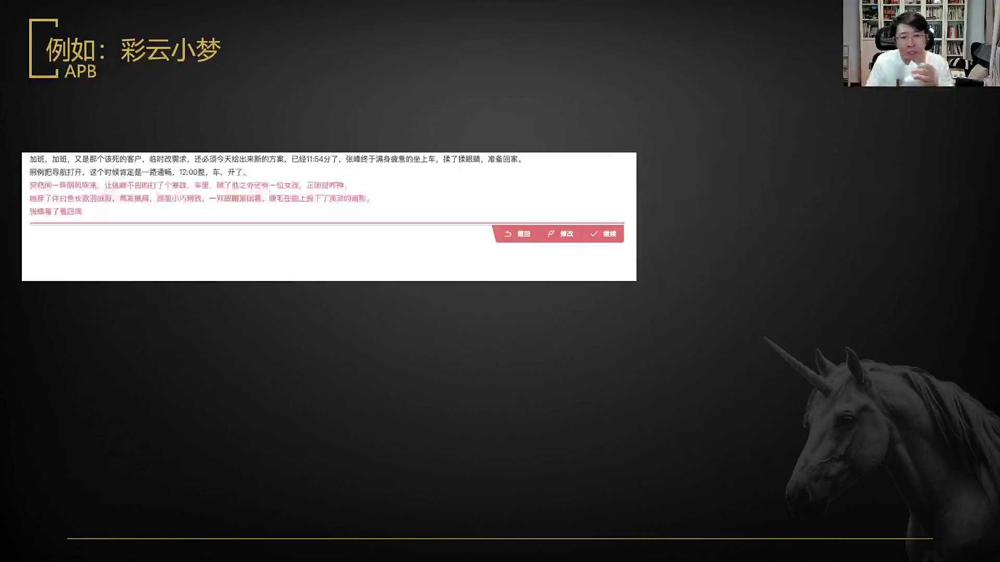 例如：彩云小梦
APB
加班，加班，又是那个该死的客户，临时改需求，还必须今天给出来新的方案，已经11:54分了，张峰终于满身疲惫的坐上车，揉了揉眼睛，准备回家。
照例把导航打开，这个时候肯定是一路通畅，12:00整，车，开了。
突然间一阵阴风吹来，让张峰不由的打了个寒战，车里，除了他之外还有一位女孩，正闭目养神，
她穿了件白色长款羽绒服，黑发披肩，脸蛋小巧精致，一双眼睛紧闭着，睫毛在脸上投下了淡淡的暗影，
张峰看了看四周
撤回 修改 继续